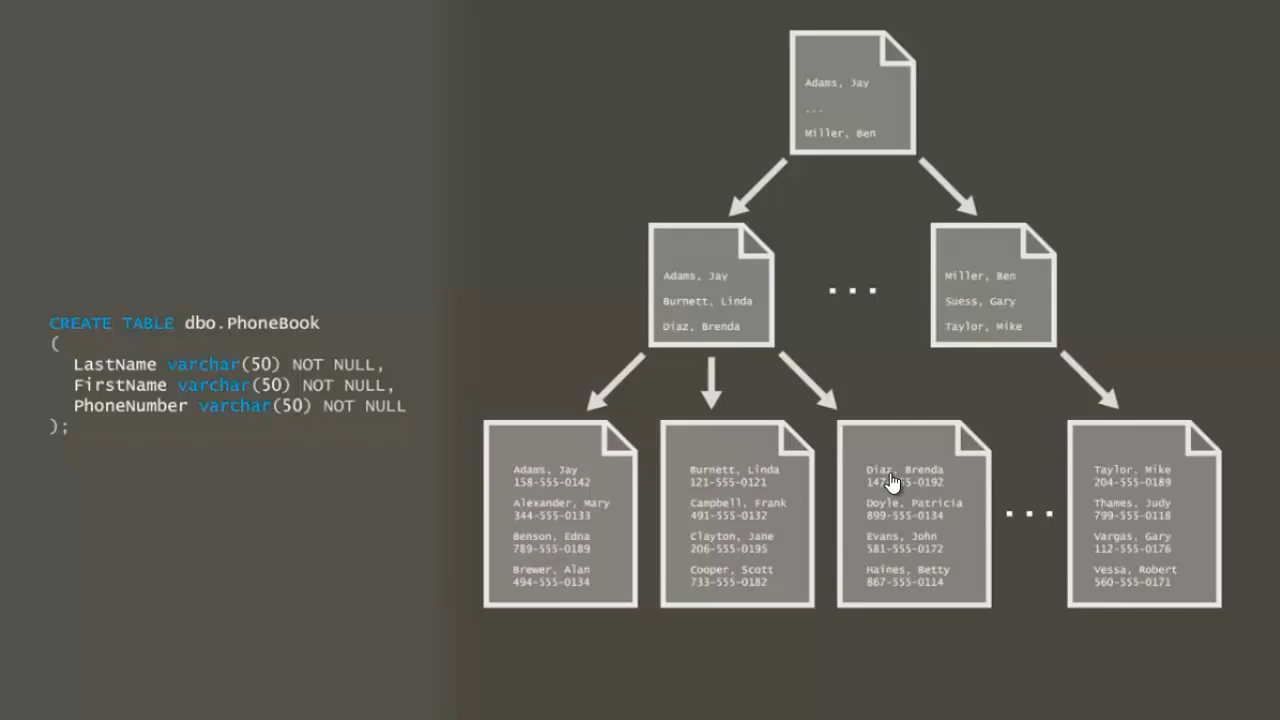 CREATE TABLE dbo.PhoneBook
(
LastName varchar(50) NOT NULL,
FirstName varchar(50) NOT NULL,
PhoneNumber varchar(50) NOT NULL
);
Adams, Jay
...
Miller, Ben
Adams, Jay
Burnett, Linda
Diaz, Brenda
...
Miller, Ben
Suess, Gary
Taylor, Mike
Adams, Jay
158-555-0142
Alexander, Mary
344-555-0133
Benson, Edna
789-555-0189
Brewer, Alan
494-555-0134
Burnett, Linda
121-555-0121
Campbell, Frank
491-555-0132
Clayton, Jane
206-555-0195
Cooper, Scott
733-555-0182
Diaz, Brenda
147-555-0192
Doyle, Patricia
899-555-0134
Evans, John
581-555-0172
Haines, Betty
867-555-0114
...
Taylor, Mike
204-555-0189
Thames, Judy
799-555-0118
Vargas, Gary
112-555-0176
Vessa, Robert
560-555-0171